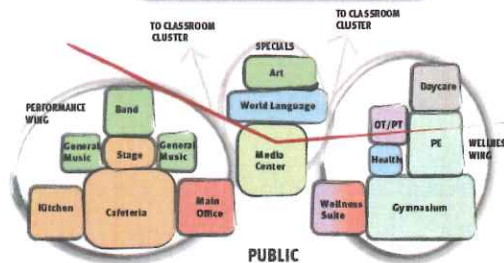 TO CLASSROOM
CLUSTER
TO CLASSROOM
CLUSTER
SPECIALS
Art
World Language
Media
Center
PERFORMANCE
WING
Band
General
Music
Stage
General
Music
Kitchen
Cafeteria
Main
Office
Daycare
OT/PT
PE
Health
WELLNESS
WING
Wellness
Suite
Gymnasium
PUBLIC